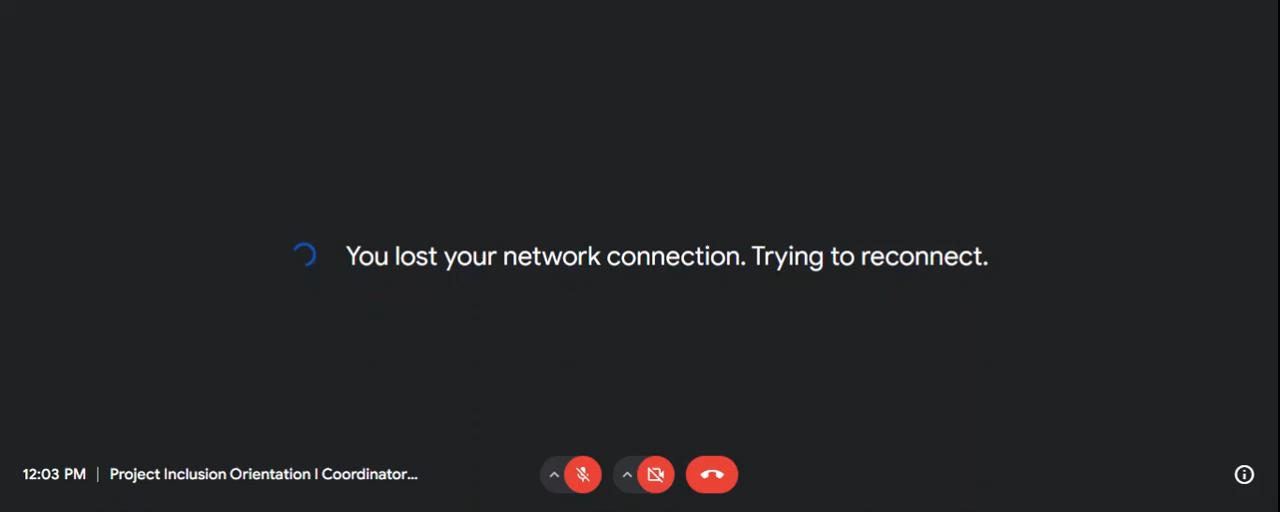 You lost your network connection. Trying to reconnect.
12:03 PM | Project Inclusion Orientation I Coordinator...